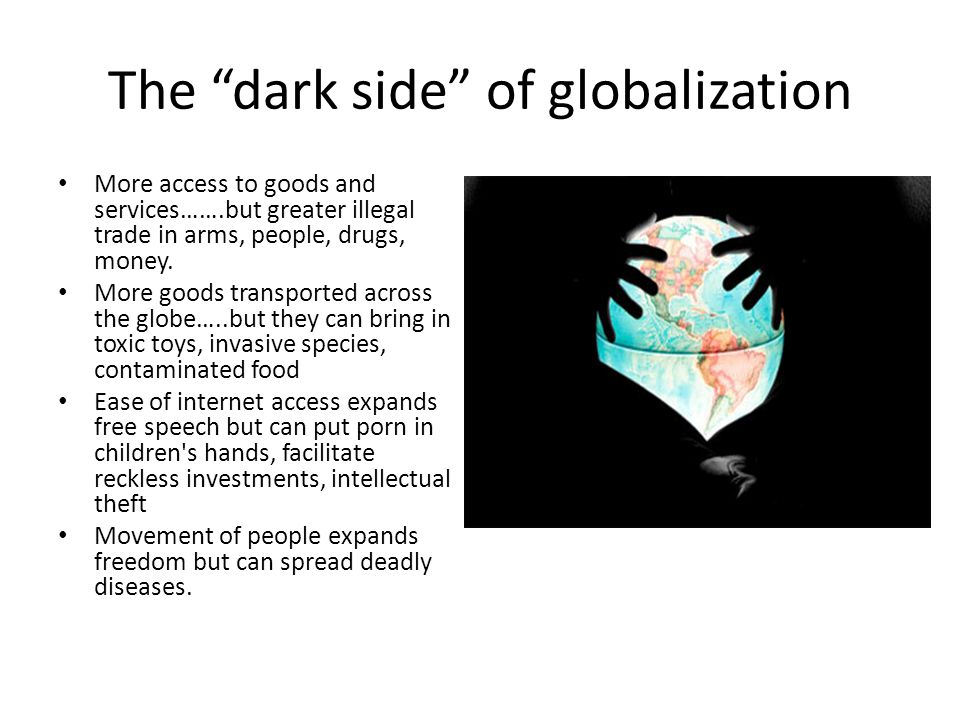 The “dark side” of globalization
• More access to goods and
services…….but greater illegal
trade in arms, people, drugs,
money.
• More goods transported across
the globe…..but they can bring in
toxic toys, invasive species,
contaminated food
• Ease of internet access expands
free speech but can put porn in
children's hands, facilitate
reckless investments, intellectual
theft
• Movement of people expands
freedom but can spread deadly
diseases.